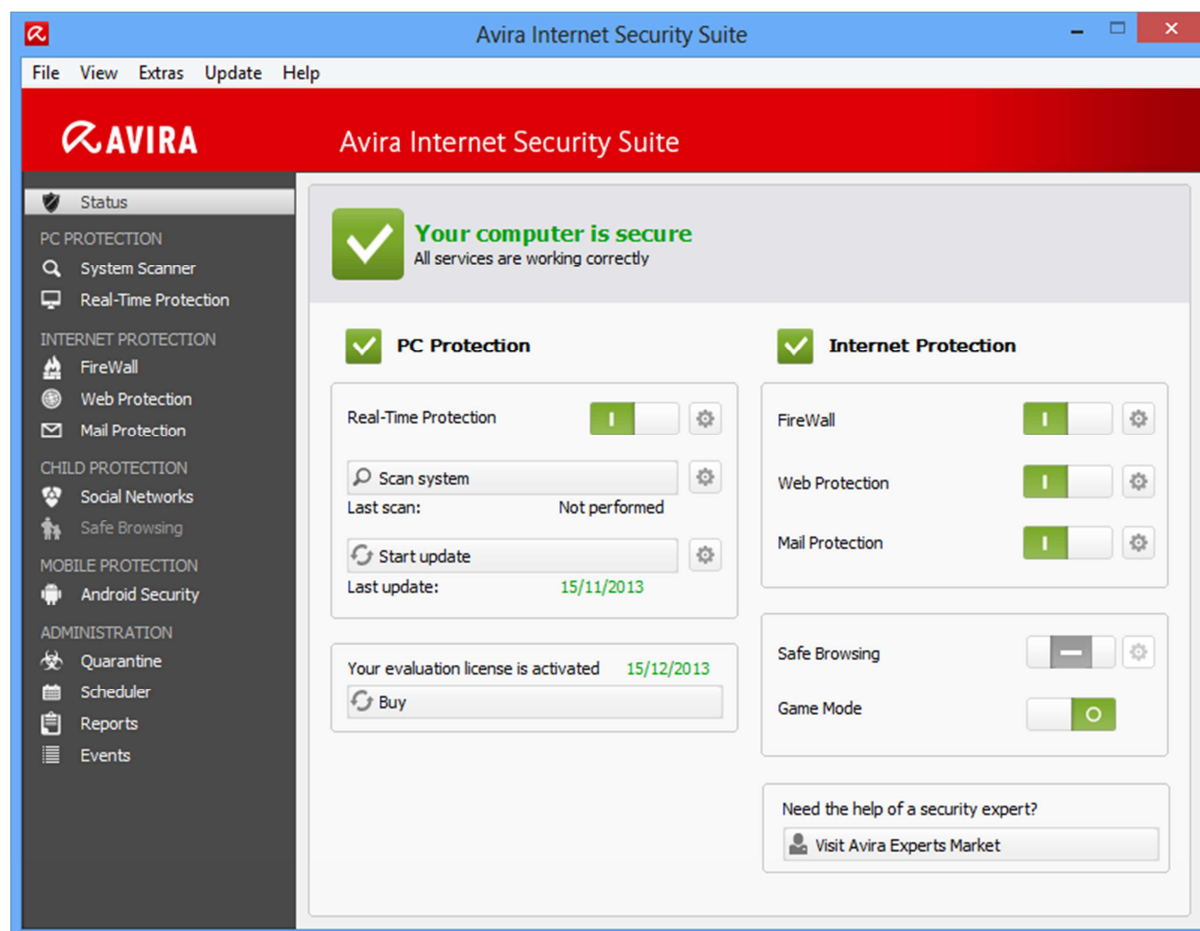 Avira Internet Security Suite
File View Extras Update Help
AVIRA
Avira Internet Security Suite
Status
PC PROTECTION
System Scanner
Real-Time Protection
INTERNET PROTECTION
FireWall
Web Protection
Mail Protection
CHILD PROTECTION
Social Networks
Safe Browsing
MOBILE PROTECTION
Android Security
ADMINISTRATION
Quarantine
Scheduler
Reports
Events
Your computer is secure
All services are working correctly
PC Protection
Real-Time Protection
Scan system
Last scan: Not performed
Start update
Last update: 15/11/2013
Your evaluation license is activated 15/12/2013
Buy
Internet Protection
FireWall
Web Protection
Mail Protection
Safe Browsing
Game Mode
Need the help of a security expert?
Visit Avira Experts Market